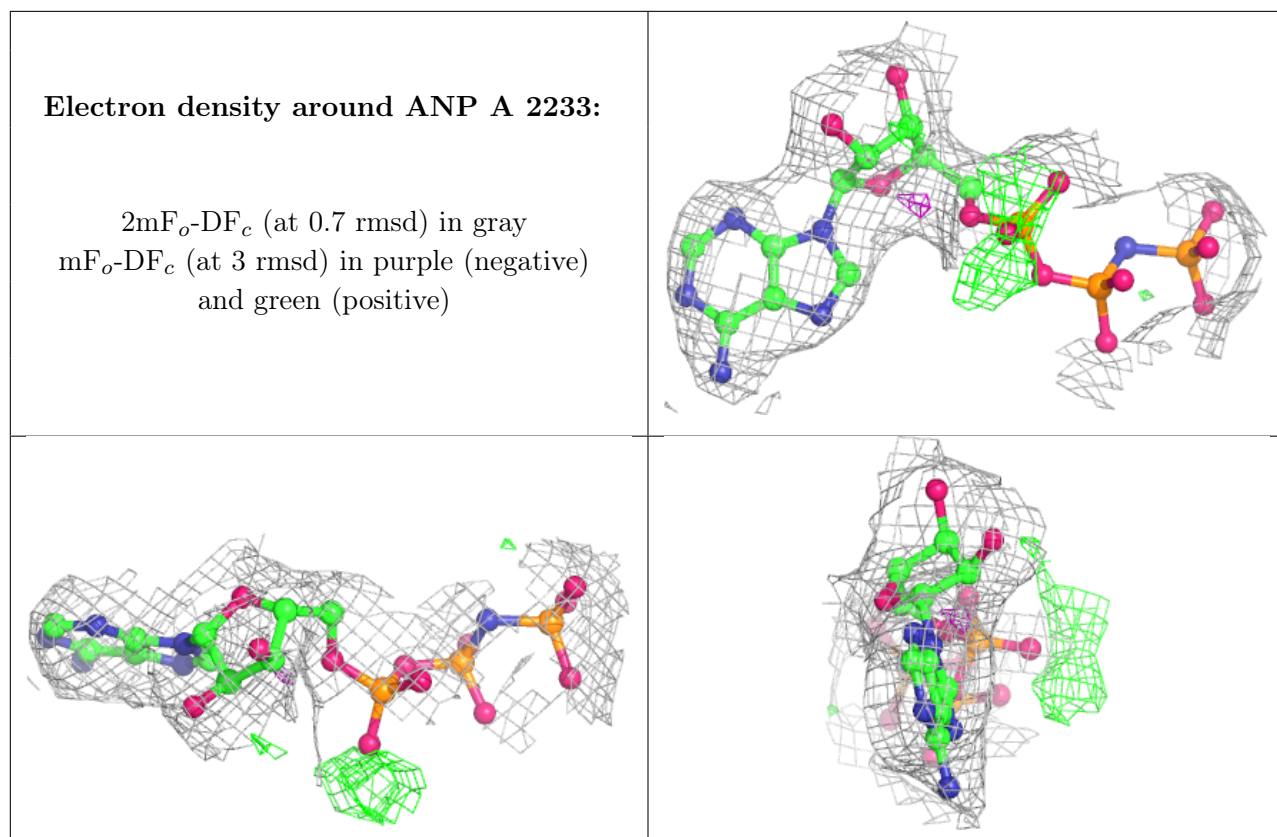 Electron density around ANP A 2233:
2mFo-DFc (at 0.7 rmsd) in gray
mFo-DFc (at 3 rmsd) in purple (negative)
and green (positive)